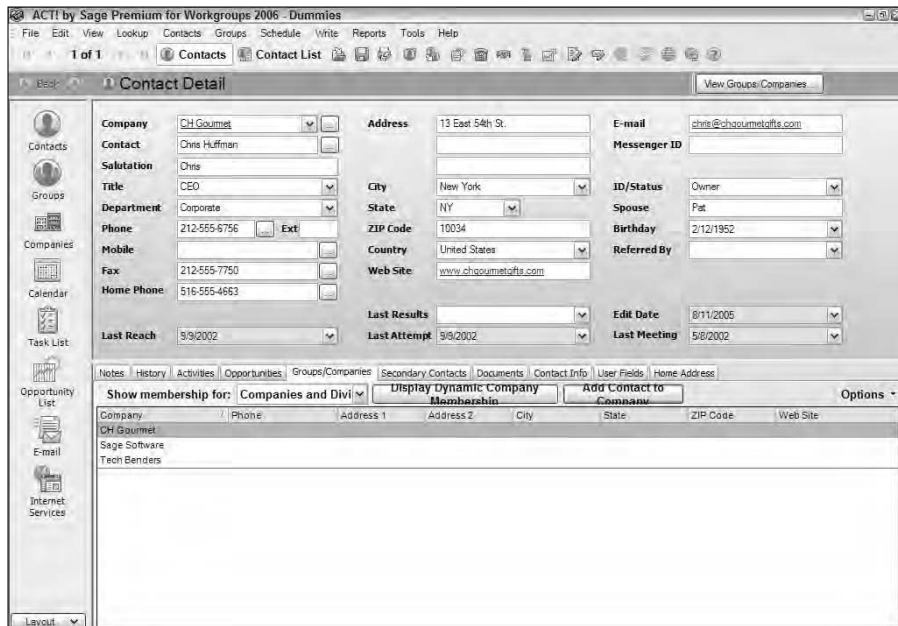 ACT! by Sage Premium for Workgroups 2006 - Dummies
File Edit View Lookup Contacts Groups Schedule Write Reports Tools Help
1 of 1 Contacts Contact List
Back Contact Detail View Groups/Companies
Contacts
Groups
Companies
Calendar
Task List
Opportunity List
E-mail
Internet Services
Layout
Company CH Gourmet Address 13 East 54th St. E-mail chris@chgourmetgifts.com
Contact Chris Huffman Messenger ID
Salutation Chris
Title CEO City New York ID/Status Owner
Department Corporate State NY Spouse Pat
Phone 212-555-6756 ... Ext ZIP Code 10034 Birthday 2/12/1952
Mobile Country United States Referred By
Fax 212-555-7750 Web Site www.chgourmetgifts.com
Home Phone 516-555-4663
Last Results Edit Date 8/11/2005
Last Reach 9/9/2002 Last Attempt 9/9/2002 Last Meeting 5/8/2002
Notes History Activities Opportunities Groups/Companies Secondary Contacts Documents Contact Info User Fields Home Address
Show membership for: Companies and Divi Display Dynamic Company Membership Add Contact to Company Options
Company / Phone Address 1 Address 2 City State ZIP Code Web Site
CH Gourmet
Sage Software
Tech Benders